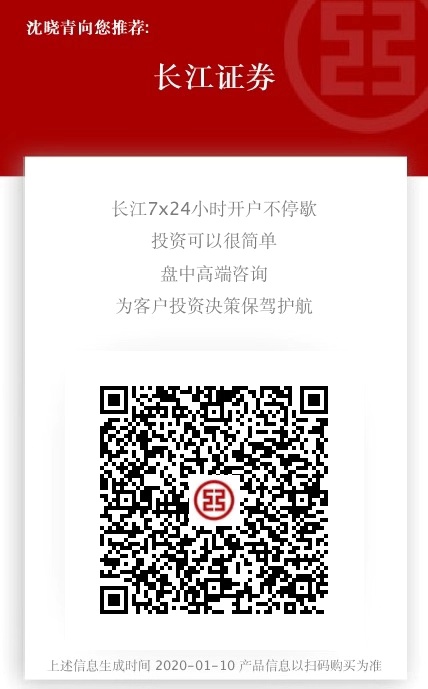 沈晓青向您推荐:
长江证券
长江7x24小时开户不停歇
投资可以很简单
盘中高端咨询
为客户投资决策保驾护航
上述信息生成时间 2020-01-10 产品信息以扫码购买为准